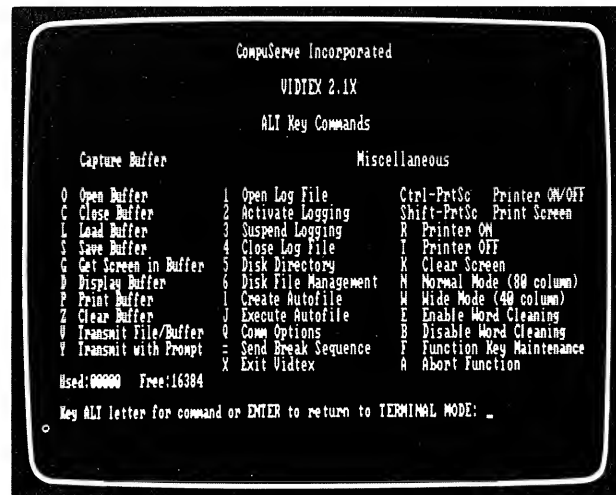 CompuServe Incorporated
VIDTEX 2.1X
ALT Key Commands
Capture Buffer Miscellaneous
O Open Buffer 1 Open Log File Ctrl-PrtSc Printer ON/OFF
C Close Buffer 2 Activate Logging Shift-PrtSc Print Screen
L Load Buffer 3 Suspend Logging R Printer ON
S Save Buffer 4 Close Log File T Printer OFF
G Get Screen in Buffer 5 Disk Directory K Clear Screen
D Display Buffer 6 Disk File Management N Normal Mode (80 column)
P Print Buffer I Create Autofile W Wide Mode (40 column)
Z Clear Buffer J Execute Autofile E Enable Word Cleaning
V Transmit File/Buffer Q Comm Options B Disable Word Cleaning
Y Transmit with Prompt = Send Break Sequence F Function Key Maintenance
X Exit Vidtex A Abort Function
Used:00000 Free:16384
Key ALT letter for command or ENTER to return to TERMINAL MODE: _